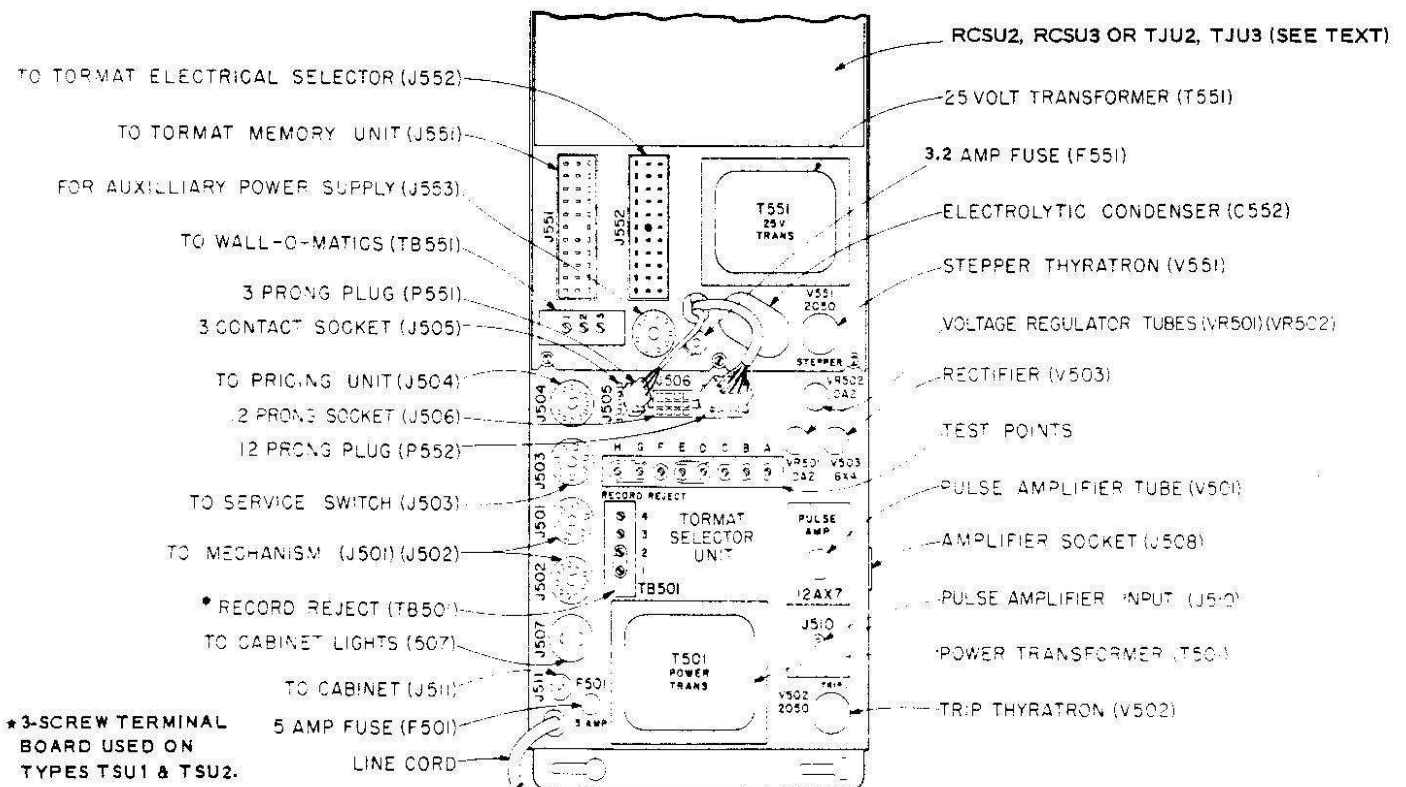 RCSU2, RCSU3 OR TJU2, TJU3 (SEE TEXT)
TO TORMAT ELECTRICAL SELECTOR (J552)
25 VOLT TRANSFORMER (T551)
TO TORMAT MEMORY UNIT (J551)
3.2 AMP FUSE (F551)
FOR AUXILLIARY POWER SUPPLY (J553)
ELECTROLYTIC CONDENSER (C552)
TO WALL-O-MATICS (TB551)
STEPPER THYRATRON (V551)
3 PRONG PLUG (P551)
3 CONTACT SOCKET (J505)
VOLTAGE REGULATOR TUBES (VR501)(VR502)
TO PRICING UNIT (J504)
RECTIFIER (V503)
2 PRONG SOCKET (J506)
TEST POINTS
12 PRONG PLUG (P552)
PULSE AMPLIFIER TUBE (V501)
TO SERVICE SWITCH (J503)
AMPLIFIER SOCKET (J508)
TO MECHANISM (J501)(J502)
PULSE AMPLIFIER INPUT (J510)
* RECORD REJECT (TB501)
POWER TRANSFORMER (T501)
TO CABINET LIGHTS (507)
TO CABINET (J511)
TRIP THYRATRON (V502)
5 AMP FUSE (F501)
LINE CORD
* 3-SCREW TERMINAL
BOARD USED ON
TYPES TSU1 & TSU2.
J551
J552
T551
25V
TRANS
1 2 3
V551
2050
STEPPER
J504
J505
J506
VR502
OA2
H G F E D C B A
VR501
OA2
V503
6X4
J503
RECORD REJECT
4
3
2
1
TB501
TORMAT
SELECTOR
UNIT
PULSE
AMP
12AX7
J501
J502
J510
J507
T501
POWER
TRANS
J511
F501
5 AMP
TRIP
V502
2050